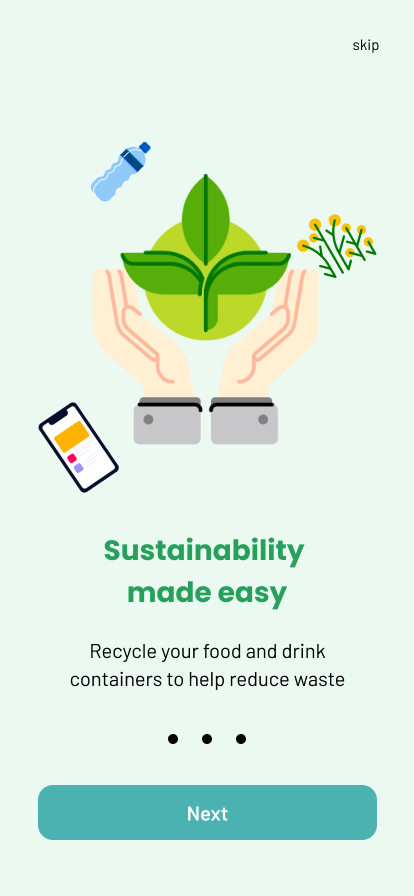 skip
Sustainability
made easy
Recycle your food and drink
containers to help reduce waste
Next